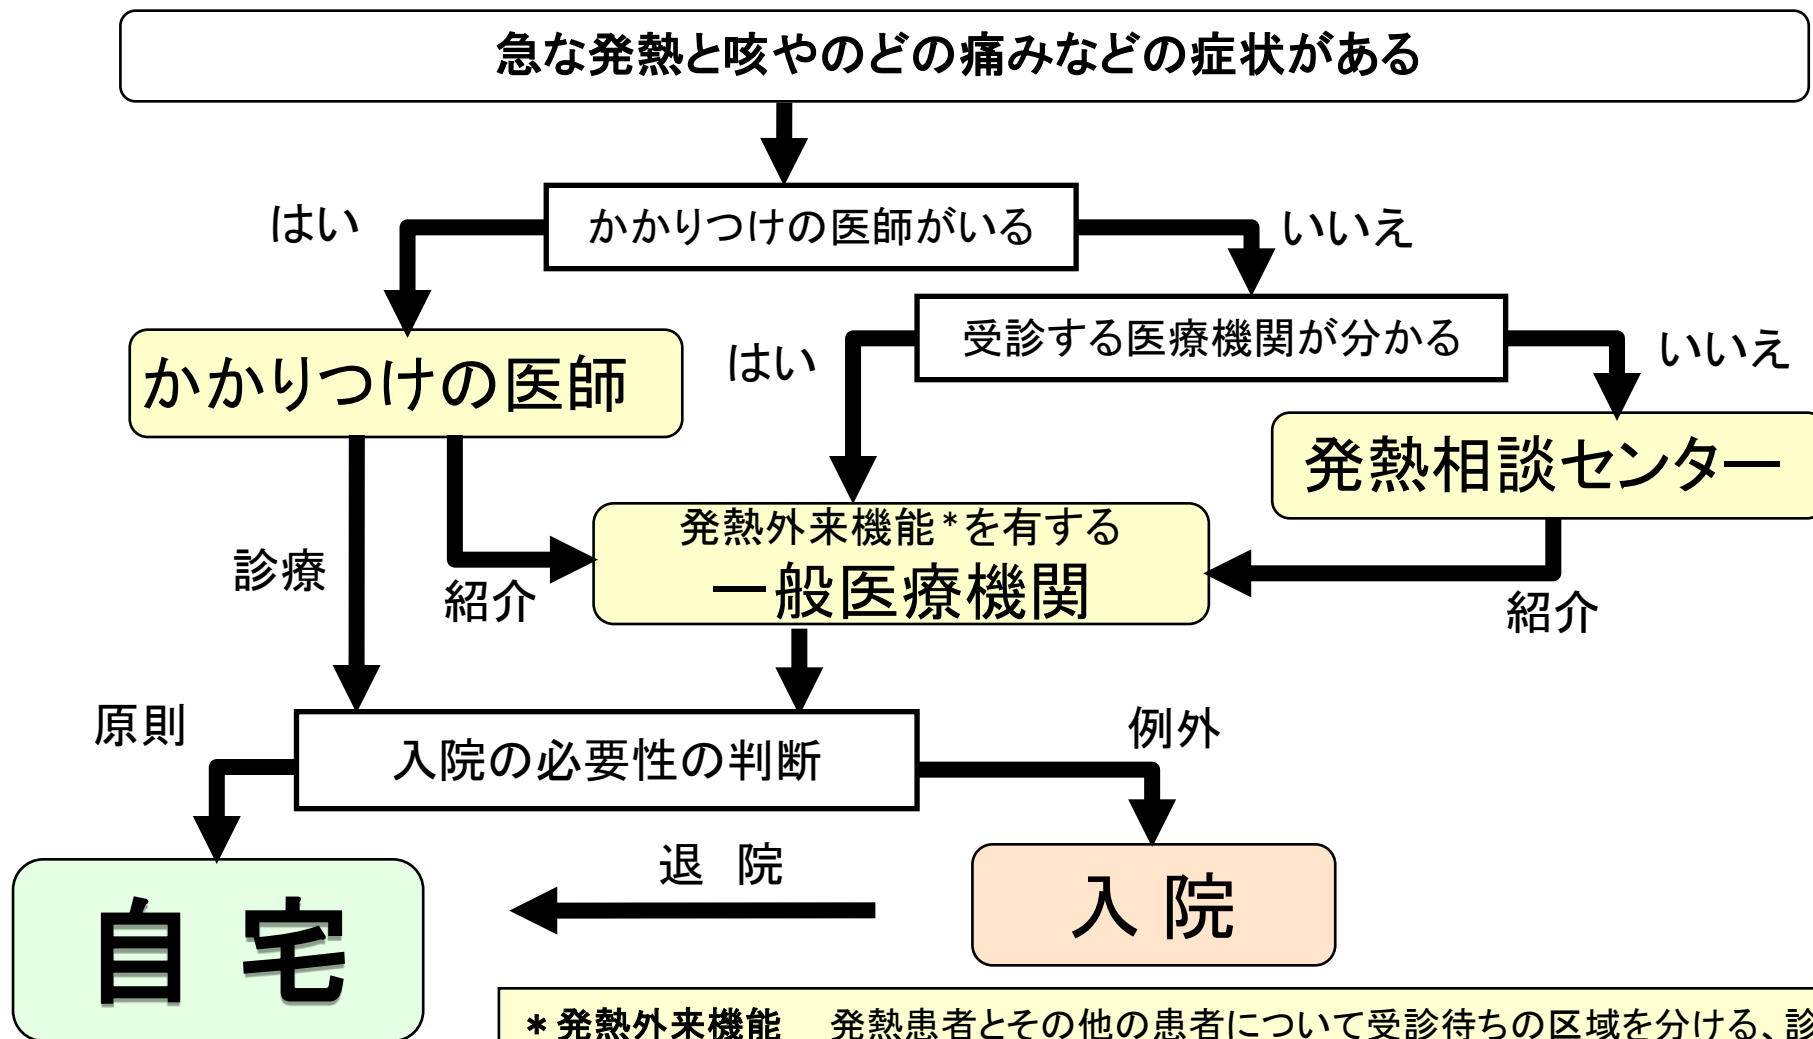 急な発熱と咳やのどの痛みなどの症状がある
かかりつけの医師がいる
はい
いいえ
受診する医療機関が分かる
はい
いいえ
かかりつけの医師
発熱相談センター
発熱外来機能*を有する
一般医療機関
診療
紹介
紹介
原則
入院の必要性の判断
例外
退 院
自 宅
入 院
*発熱外来機能 発熱患者とその他の患者について受診待ちの区域を分ける、診